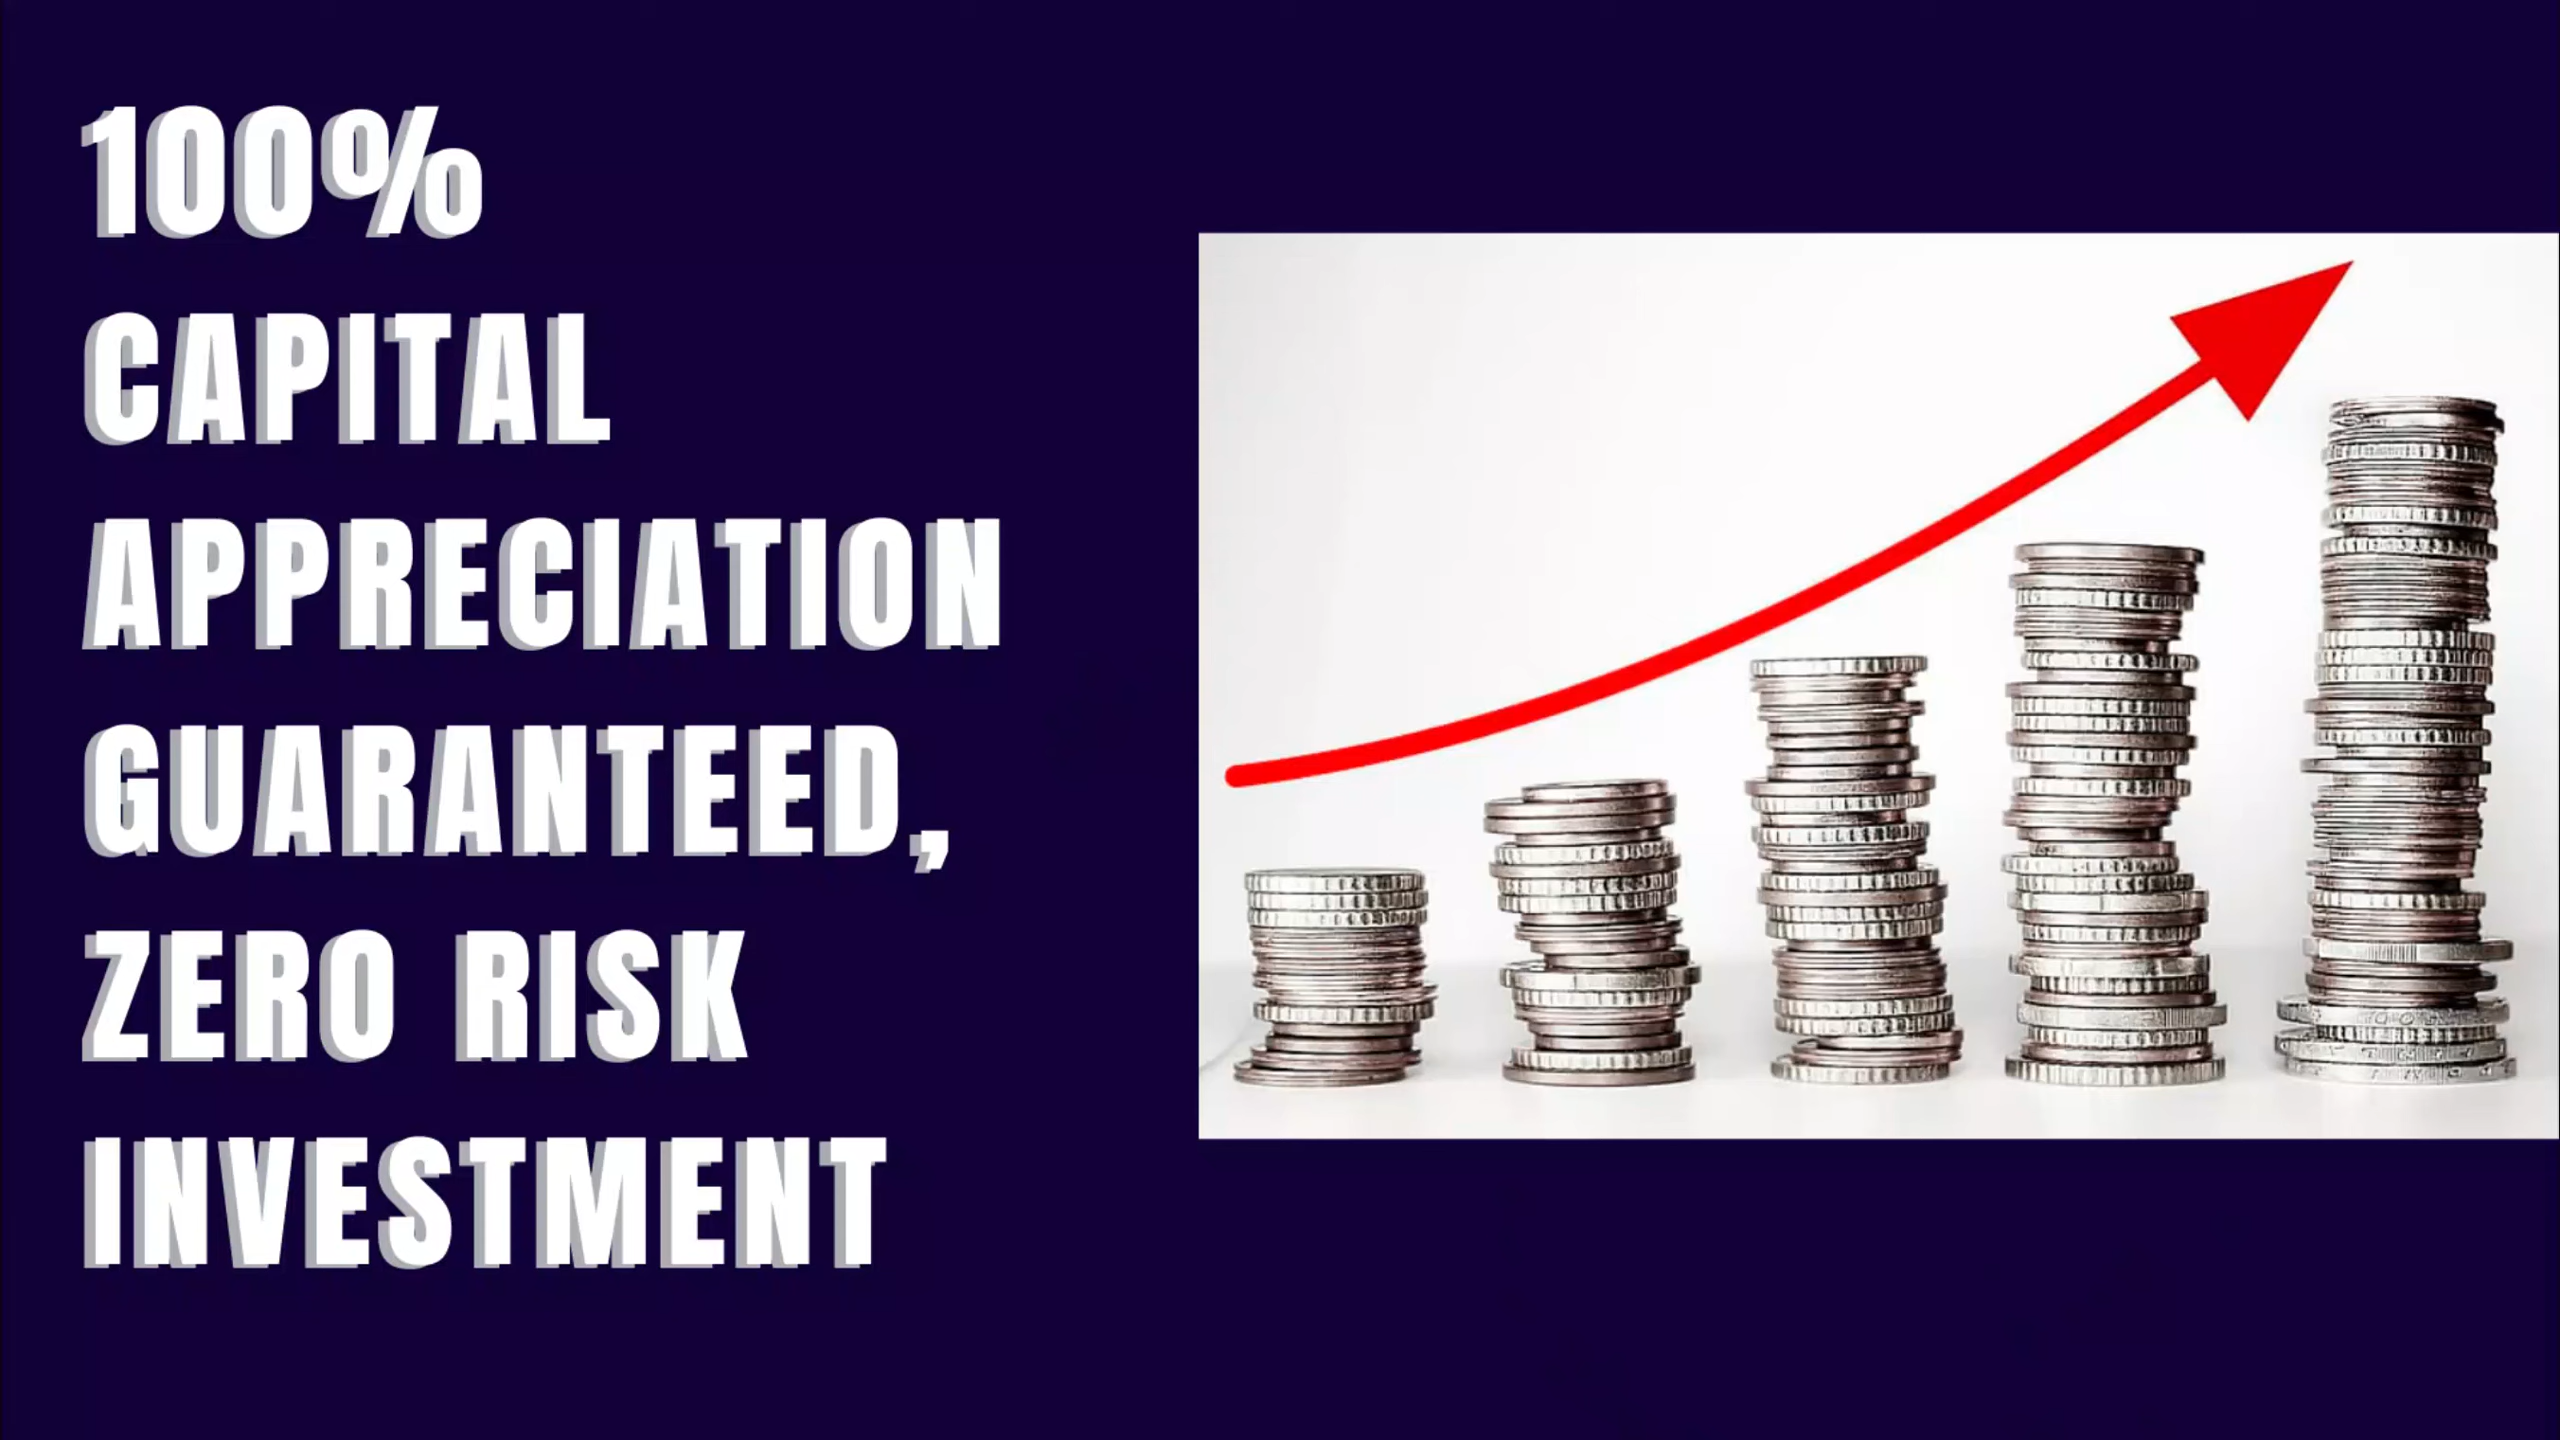 100%
CAPITAL
APPRECIATION
GUARANTEED,
ZERO RISK
INVESTMENT